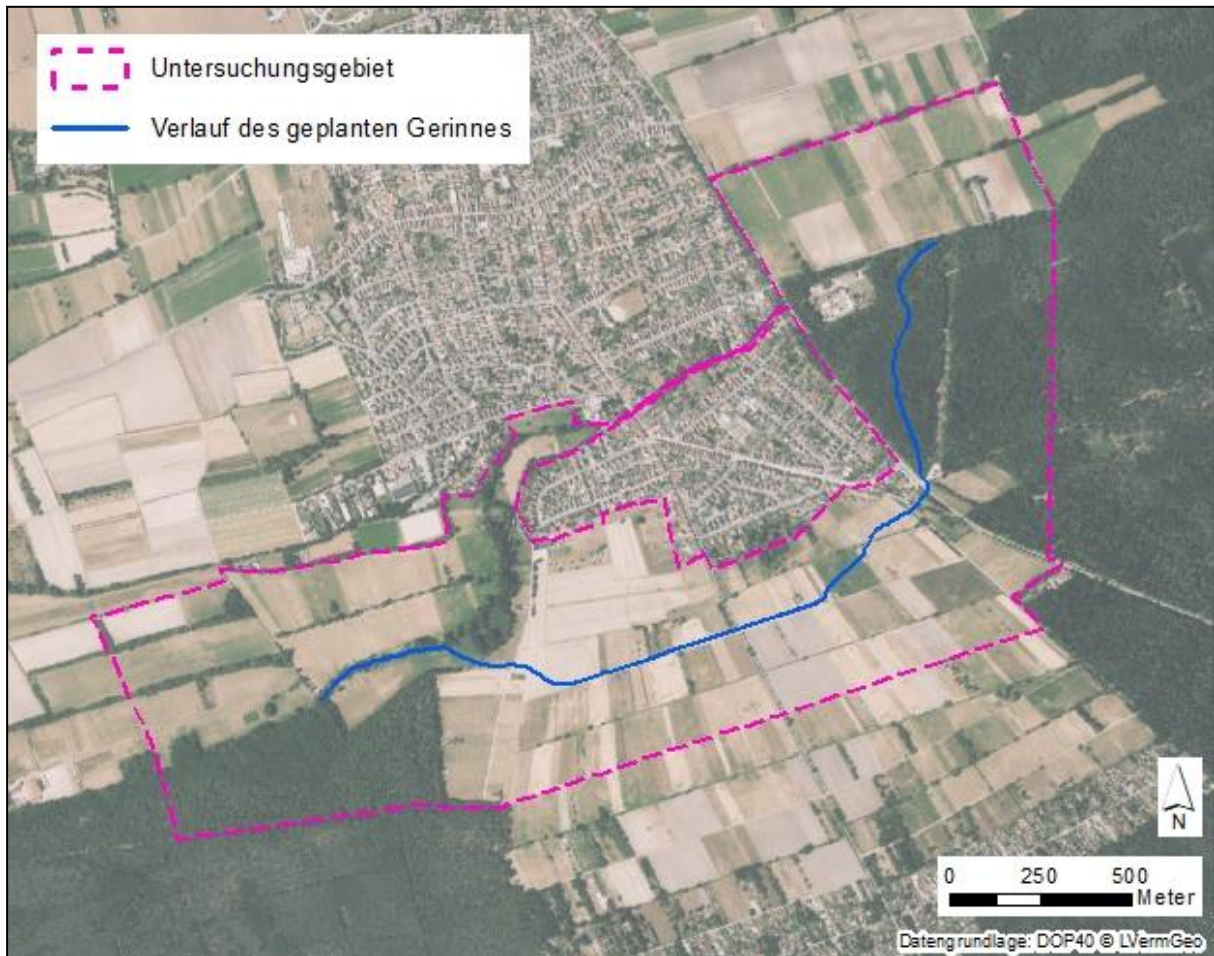 Untersuchungsgebiet
Verlauf des geplanten Gerinnes
N
0 250 500
Meter
Datengrundlage: DOP40 © LVermGeo